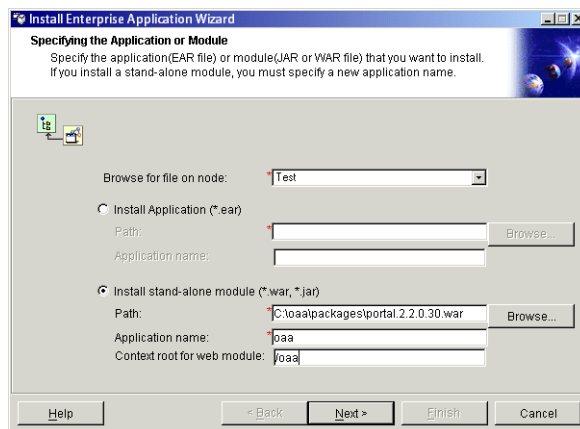 Install Enterprise Application Wizard
Specifying the Application or Module
Specify the application(EAR file) or module(JAR or WAR file) that you want to install.
If you install a stand-alone module, you must specify a new application name.
Browse for file on node: *Test
Install Application (*.ear)
Path: * Browse...
Application name:
Install stand-alone module (*.war, *.jar)
Path: *C:\oaa\packages\portal.2.2.0.30.war Browse...
Application name: *oaa
Context root for web module: /oaa
Help < Back Next > Finish Cancel